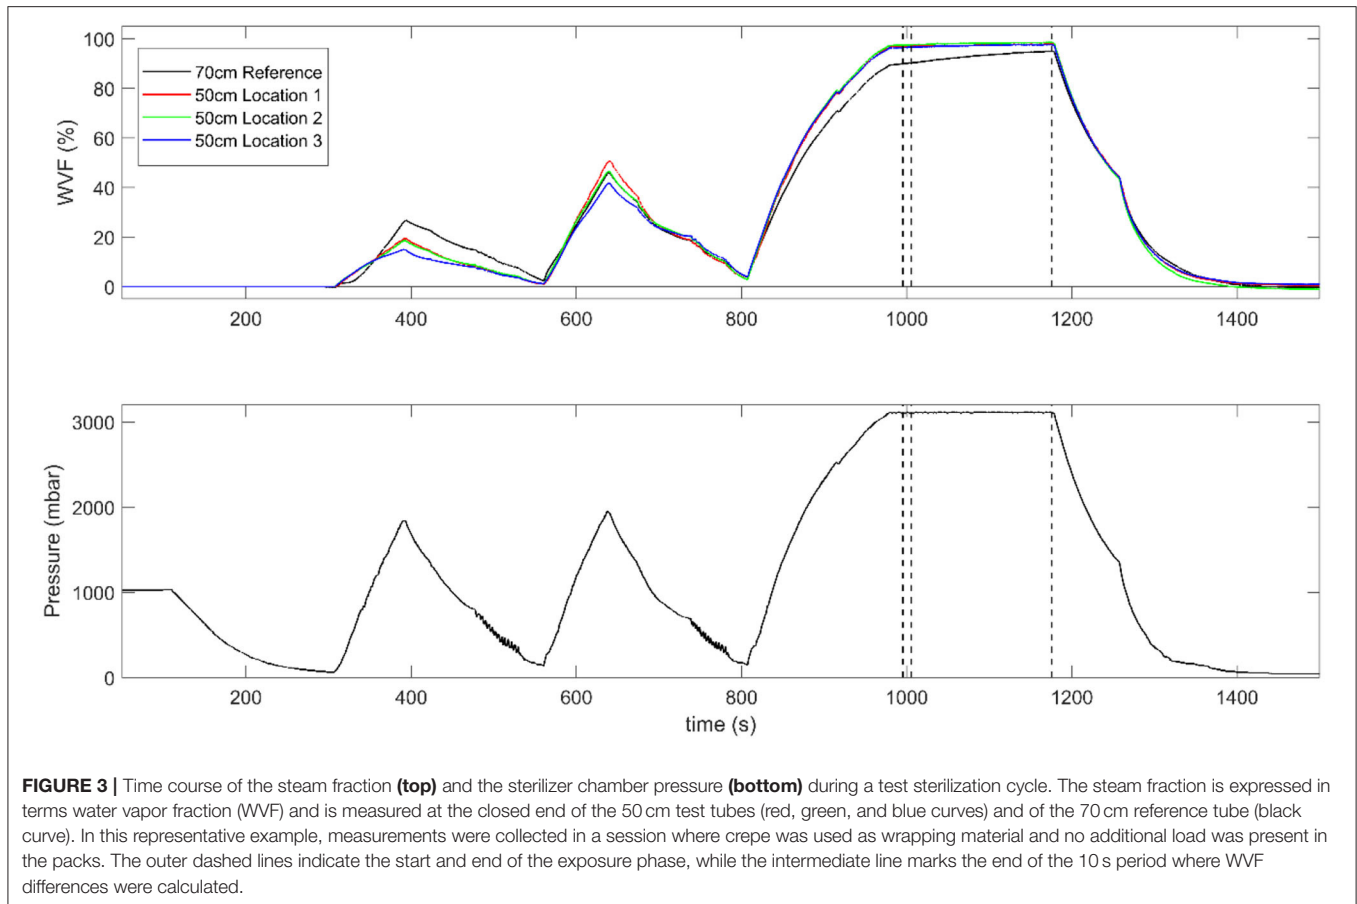 100
80
60
40
20
0
WVF (%)
70cm Reference
50cm Location 1
50cm Location 2
50cm Location 3
200 400 600 800 1000 1200 1400
3000
2000
1000
0
Pressure (mbar)
200 400 600 800 1000 1200 1400
time (s)
FIGURE 3 | Time course of the steam fraction (top) and the sterilizer chamber pressure (bottom) during a test sterilization cycle. The steam fraction is expressed in
terms water vapor fraction (WVF) and is measured at the closed end of the 50 cm test tubes (red, green, and blue curves) and of the 70 cm reference tube (black
curve). In this representative example, measurements were collected in a session where crepe was used as wrapping material and no additional load was present in
the packs. The outer dashed lines indicate the start and end of the exposure phase, while the intermediate line marks the end of the 10 s period where WVF
differences were calculated.